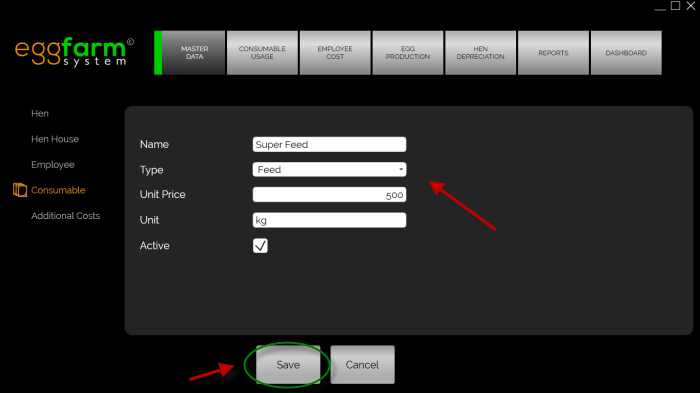 eggfarm©
system
MASTER
DATA
CONSUMABLE
USAGE
EMPLOYEE
COST
EGG
PRODUCTION
HEN
DEPRECIATION
REPORTS
DASHBOARD
Hen
Hen House
Employee
Consumable
Additional Costs
Name
Super Feed
Type
Feed
Unit Price
500
Unit
kg
Active
Save
Cancel